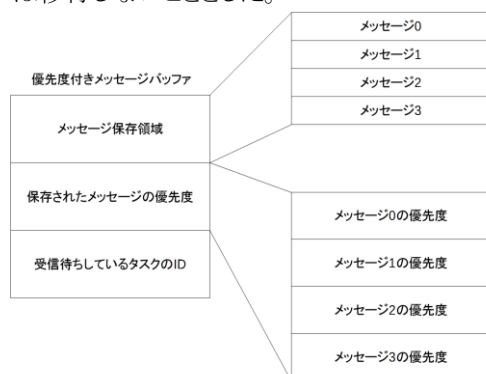 は移行しないこととした。
優先度付きメッセージバッファ
メッセージ保存領域
保存されたメッセージの優先度
受信待ちしているタスクのID
メッセージ0
メッセージ1
メッセージ2
メッセージ3
メッセージ0の優先度
メッセージ1の優先度
メッセージ2の優先度
メッセージ3の優先度